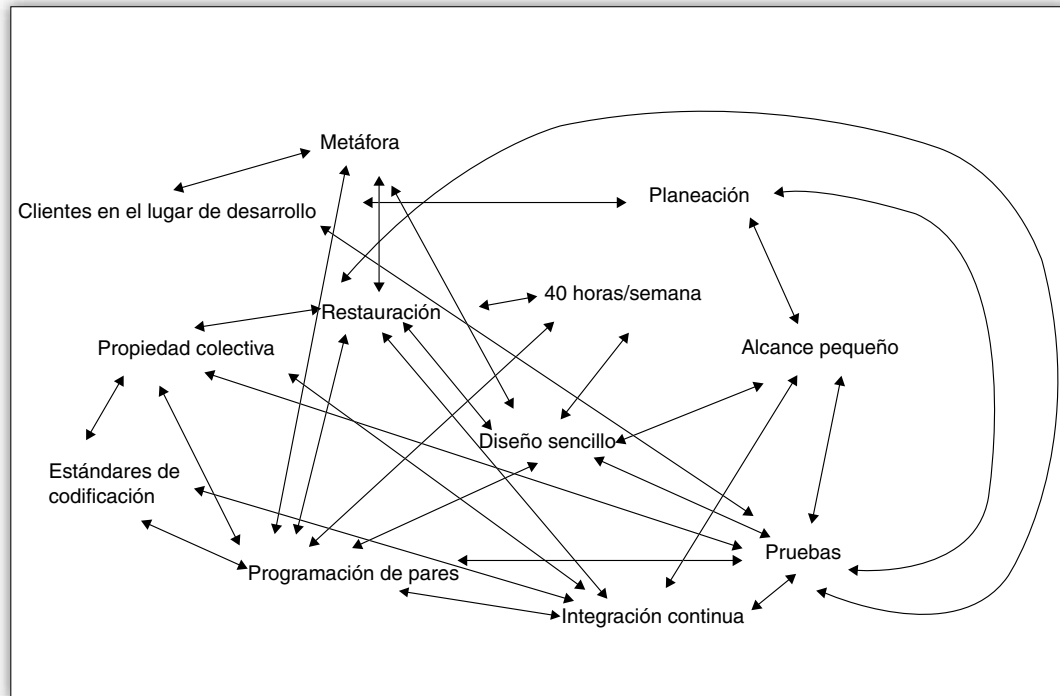 Metáfora
Planeación
Clientes en el lugar de desarrollo
40 horas/semana
Restauración
Propiedad colectiva
Alcance pequeño
Diseño sencillo
Estándares de
codificación
Pruebas
Programación de pares
Integración continua